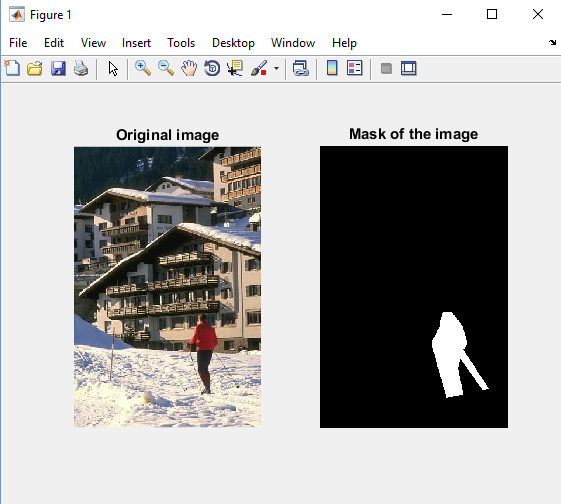 Figure 1
File Edit View Insert Tools Desktop Window Help
Original image Mask of the image